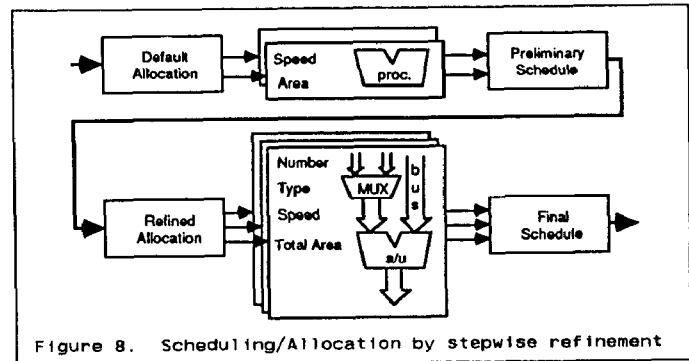 Default
Allocation
Speed
Area
proc.
Preliminary
Schedule
Refined
Allocation
Number
Type
Speed
Total Area
MUX
bus
a/u
Final
Schedule
Figure 8. Scheduling/Allocation by stepwise refinement